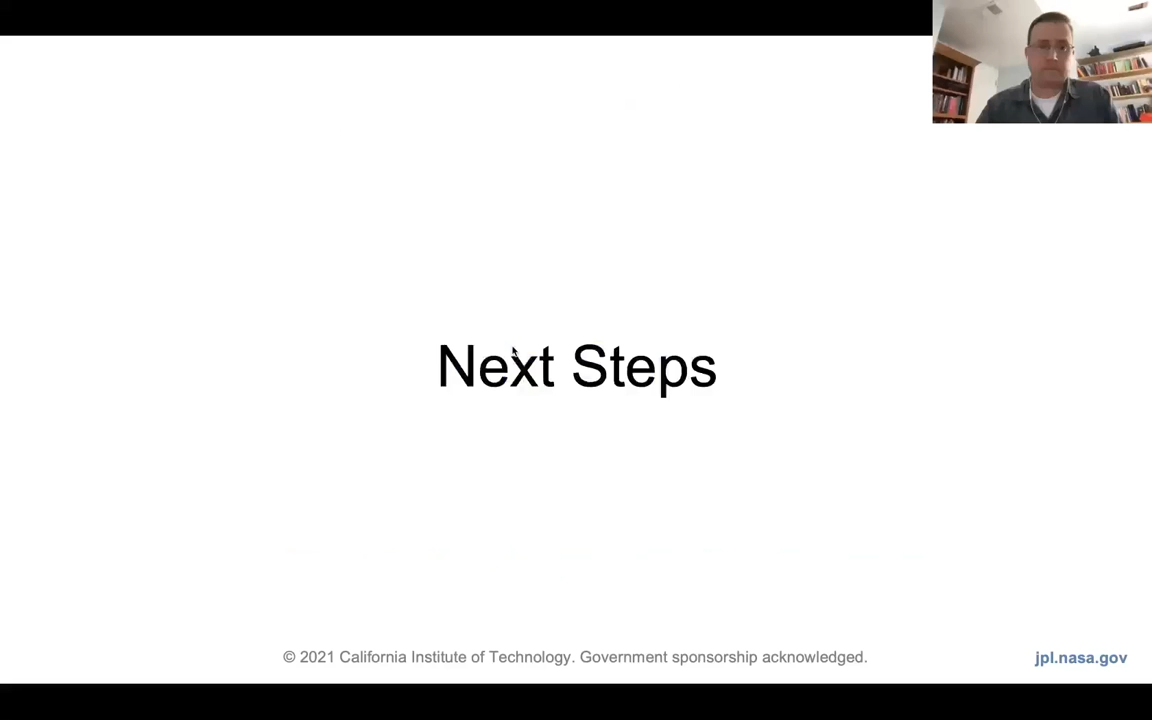 Next Steps
© 2021 California Institute of Technology. Government sponsorship acknowledged.
jpl.nasa.gov